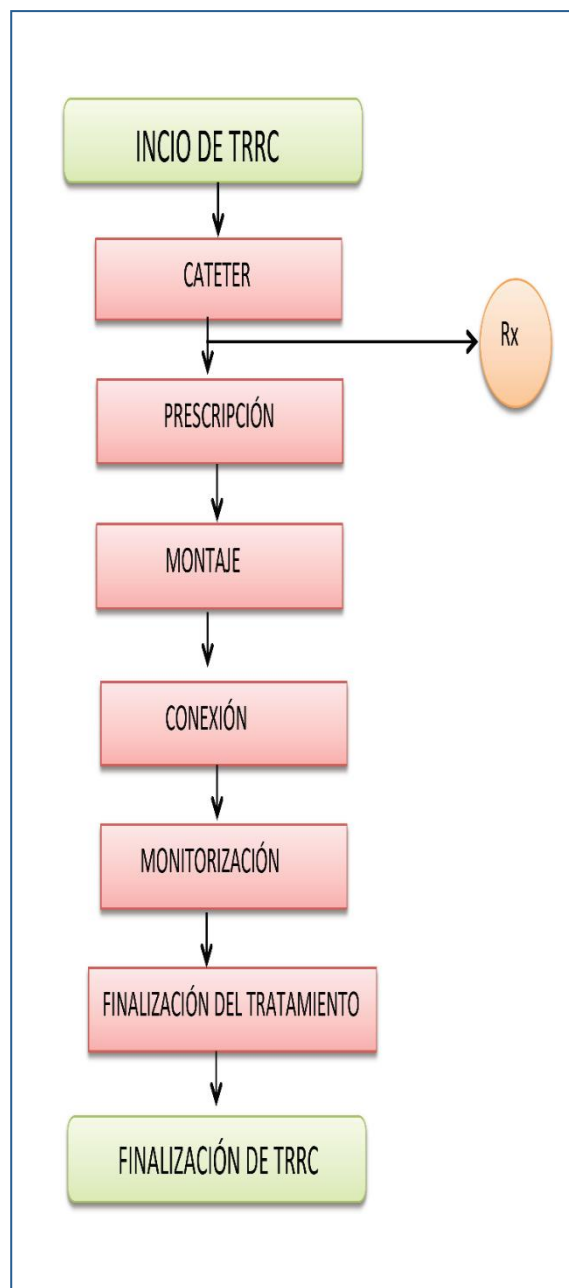 INCIO DE TRRC
CATETER
Rx
PRESCRIPCIÓN
MONTAJE
CONEXIÓN
MONITORIZACIÓN
FINALIZACIÓN DEL TRATAMIENTO
FINALIZACIÓN DE TRRC